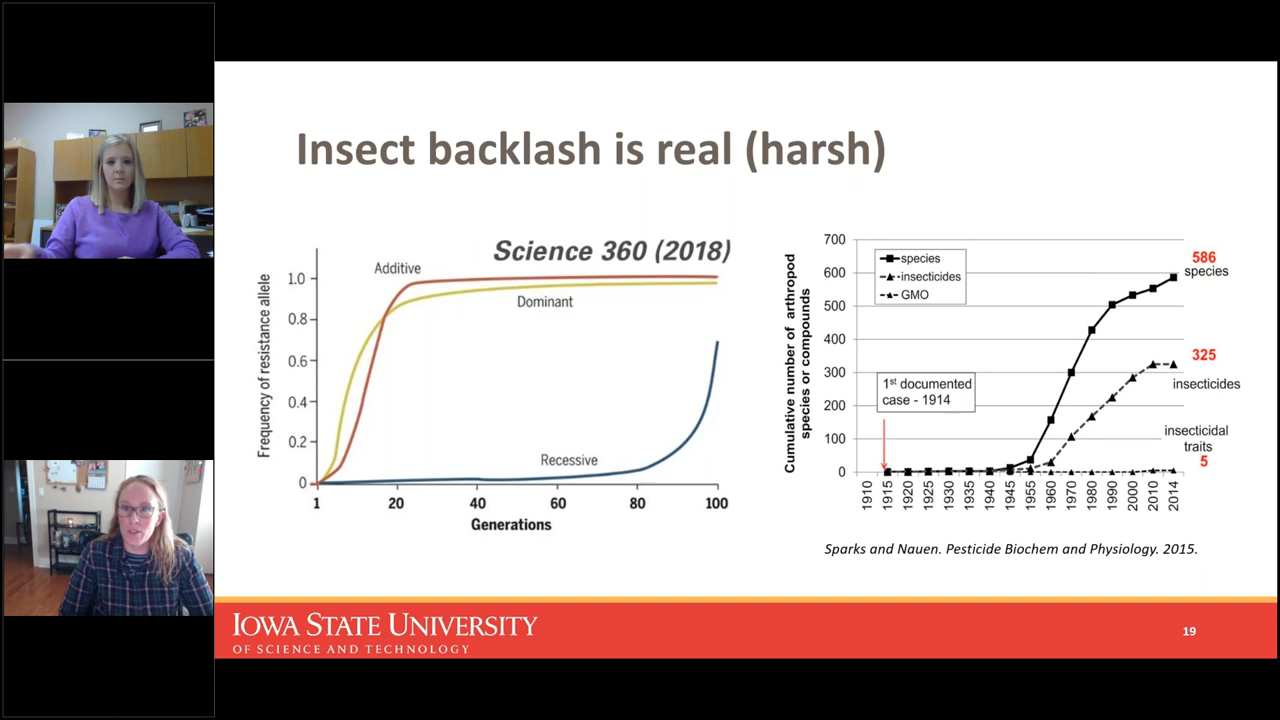 Insect backlash is real (harsh)
Science 360 (2018)
Frequency of resistance allele
1.0
0.8
0.6
0.4
0.2
0
Additive
Dominant
Recessive
1 20 40 60 80 100
Generations
Cumulative number of arthropod
species or compounds
700
600
500
400
300
200
100
0
species
insecticides
GMO
1st documented
case - 1914
586
species
325
insecticides
insecticidal
traits
5
1910 1915 1920 1925 1930 1935 1940 1945 1955 1960 1970 1980 1990 2000 2010 2014
Sparks and Nauen. Pesticide Biochem and Physiology. 2015.
IOWA STATE UNIVERSITY
OF SCIENCE AND TECHNOLOGY
19